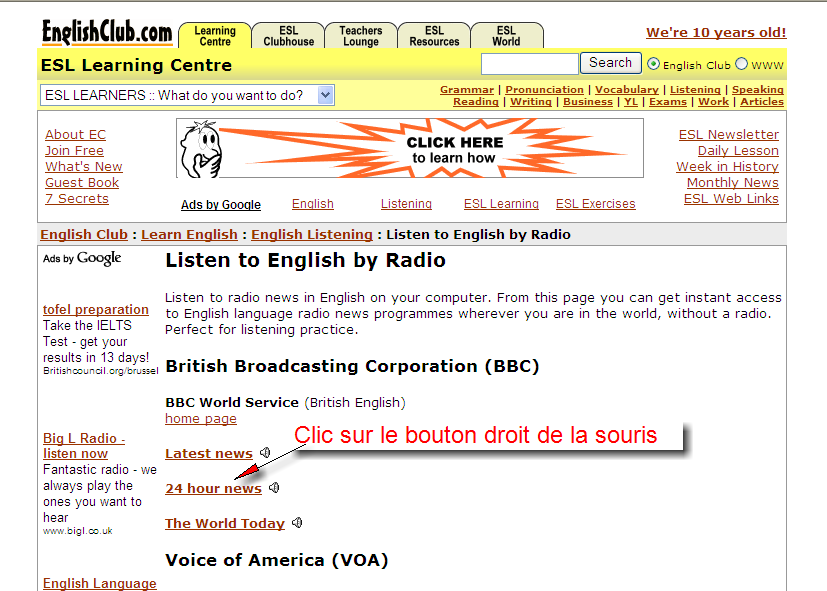 EnglishClub.com
Learning Centre
ESL Clubhouse
Teachers Lounge
ESL Resources
ESL World
We're 10 years old!
ESL Learning Centre
Search
English Club
www
ESL LEARNERS :: What do you want to do?
Grammar | Pronunciation | Vocabulary | Listening | Speaking
Reading | Writing | Business | YL | Exams | Work | Articles
About EC
Join Free
What's New
Guest Book
7 Secrets
CLICK HERE
to learn how
Ads by Google
English
Listening
ESL Learning
ESL Exercises
ESL Newsletter
Daily Lesson
Week in History
Monthly News
ESL Web Links
English Club : Learn English : English Listening : Listen to English by Radio
Ads by Google
tofel preparation
Take the IELTS
Test - get your
results in 13 days!
Britishcouncil.org/brussel
Big L Radio -
listen now
Fantastic radio - we
always play the
ones you want to
hear
www.bigl.co.uk
English Language
Listen to English by Radio
Listen to radio news in English on your computer. From this page you can get instant access
to English language radio news programmes wherever you are in the world, without a radio.
Perfect for listening practice.
British Broadcasting Corporation (BBC)
BBC World Service (British English)
home page
Clic sur le bouton droit de la souris
Latest news
24 hour news
The World Today
Voice of America (VOA)